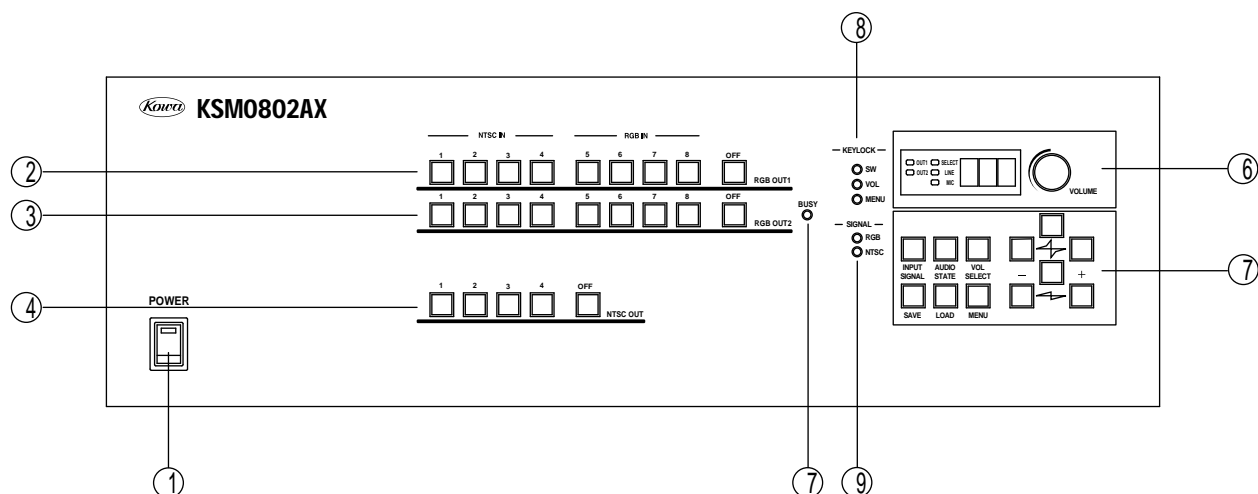 8
Kowa KSM0802AX
NTSC IN RGB IN
KEYLOCK
1 2 3 4 5 6 7 8 OFF
2
RGB OUT1
SW
VOL
MENU
OUT1 SELECT
OUT2 LINE
MIC
VOLUME
6
1 2 3 4 5 6 7 8 OFF
3
RGB OUT2
BUSY
SIGNAL
RGB
NTSC
INPUT SIGNAL
AUDIO STATE
VOL SELECT
– +
7
SAVE LOAD MENU
1 2 3 4 OFF
4
NTSC OUT
POWER
1
7
9